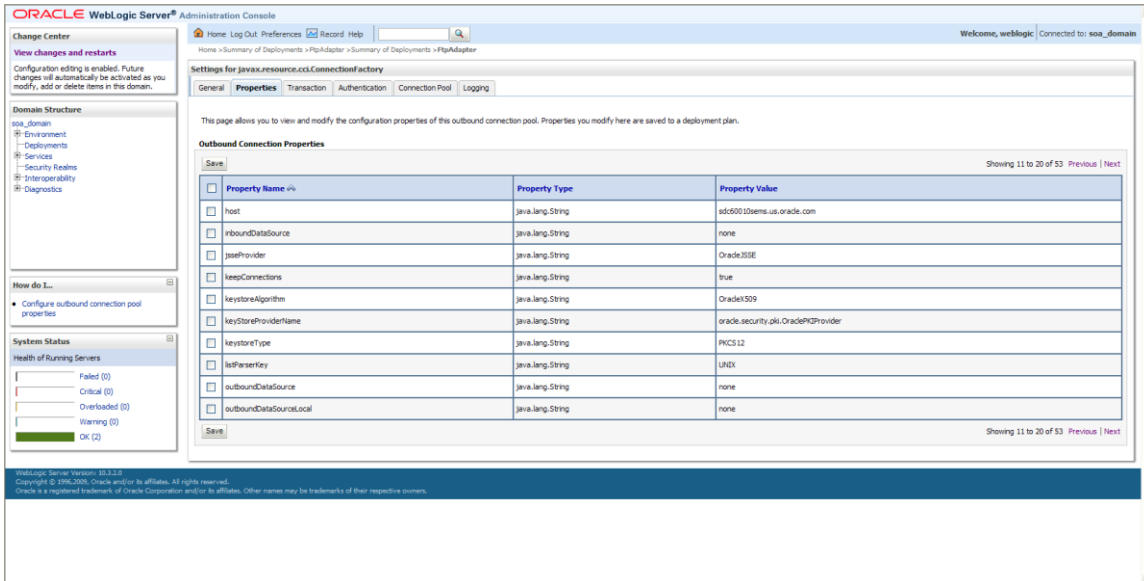 ORACLE WebLogic Server® Administration Console
Change Center
View changes and restarts
Configuration editing is enabled. Future
changes will automatically be activated as you
modify, add or delete items in this domain.
Domain Structure
soa_domain
Environment
Deployments
Services
Security Realms
Interoperability
Diagnostics
How do I...
Configure outbound connection pool
properties
System Status
Health of Running Servers
Failed (0)
Critical (0)
Overloaded (0)
Warning (0)
OK (2)
Home Log Out Preferences Record Help
Welcome, weblogic Connected to: soa_domain
Home >Summary of Deployments >FtpAdapter >Summary of Deployments >FtpAdapter
Settings for javax.resource.cci.ConnectionFactory
General Properties Transaction Authentication Connection Pool Logging
This page allows you to view and modify the configuration properties of this outbound connection pool. Properties you modify here are saved to a deployment plan.
Outbound Connection Properties
Save Showing 11 to 20 of 53 Previous | Next
Property Name Property Type Property Value
host java.lang.String sdc60010sems.us.oracle.com
inboundDataSource java.lang.String none
jsseProvider java.lang.String OracleJSSE
keepConnections java.lang.String true
keystoreAlgorithm java.lang.String OracleX509
keyStoreProviderName java.lang.String oracle.security.pki.OraclePKIProvider
keystoreType java.lang.String PKCS12
listParserKey java.lang.String UNIX
outboundDataSource java.lang.String none
outboundDataSourceLocal java.lang.String none
Save Showing 11 to 20 of 53 Previous | Next
WebLogic Server Version: 10.3.2.0
Copyright © 1996,2009, Oracle and/or its affiliates. All rights reserved.
Oracle is a registered trademark of Oracle Corporation and/or its affiliates. Other names may be trademarks of their respective owners.